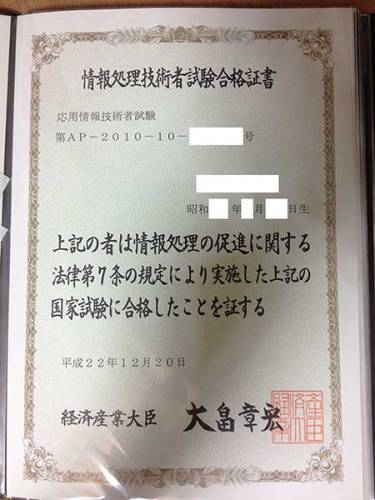 情報処理技術者試験合格証書
応用情報技術者試験
第AP－2010－10－ 号
昭和 年 月 日生
上記の者は情報処理の促進に関する
法律第7条の規定により実施した上記の
国家試験に合格したことを証する
平成22年12月20日
経済産業大臣 大畠章宏